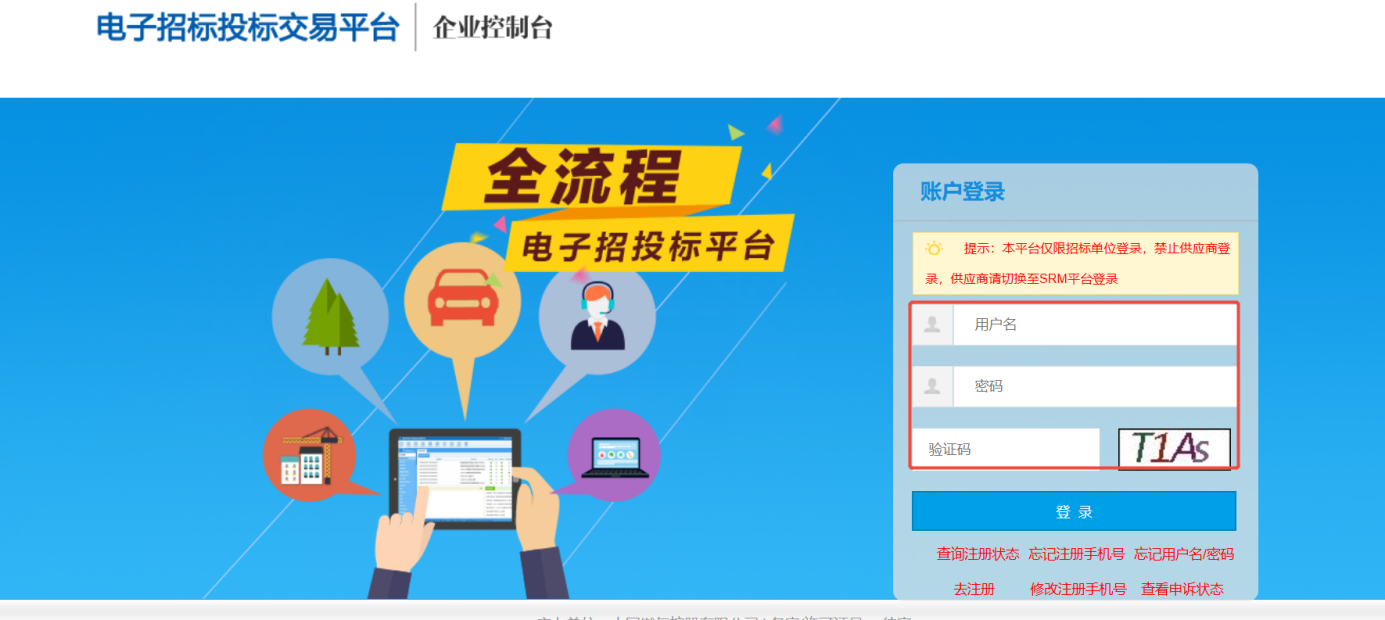 电子招标投标交易平台 企业控制台
全流程
电子招投标平台
账户登录
提示：本平台仅限招标单位登录，禁止供应商登
录，供应商请切换至SRM平台登录
用户名
密码
验证码 T1As
登 录
查询注册状态 忘记注册手机号 忘记用户名/密码
去注册 修改注册手机号 查看申诉状态